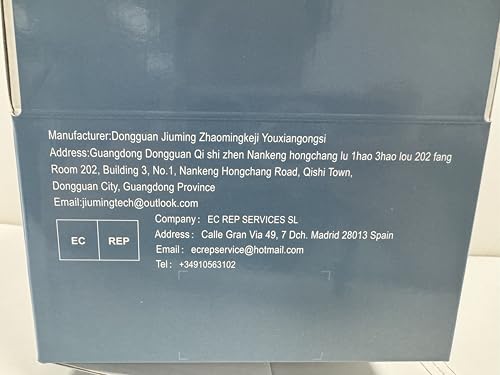 Manufacturer:Dongguan Jiuming Zhaomingkeji Youxiangongsi
Address:Guangdong Dongguan Qi shi zhen Nankeng hongchang lu 1hao 3hao lou 202 fang
Room 202, Building 3, No.1, Nankeng Hongchang Road, Qishi Town,
Dongguan City, Guangdong Province
Email:jiumingtech@outlook.com
EC REP
Company : EC REP SERVICES SL
Address : Calle Gran Via 49, 7 Dch. Madrid 28013 Spain
Email : ecrepservice@hotmail.com
Tel : +34910563102